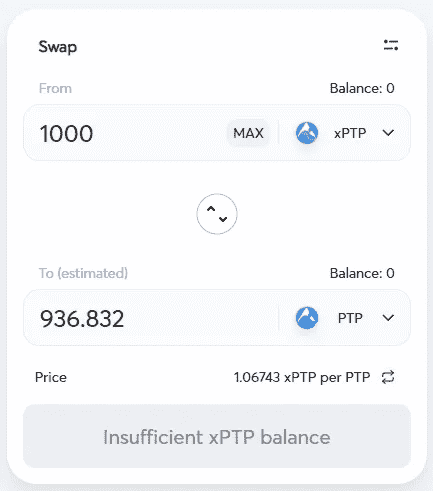 Swap
From Balance: 0
1000 MAX xPTP
To (estimated) Balance: 0
936.832 PTP
Price 1.06743 xPTP per PTP
Insufficient xPTP balance